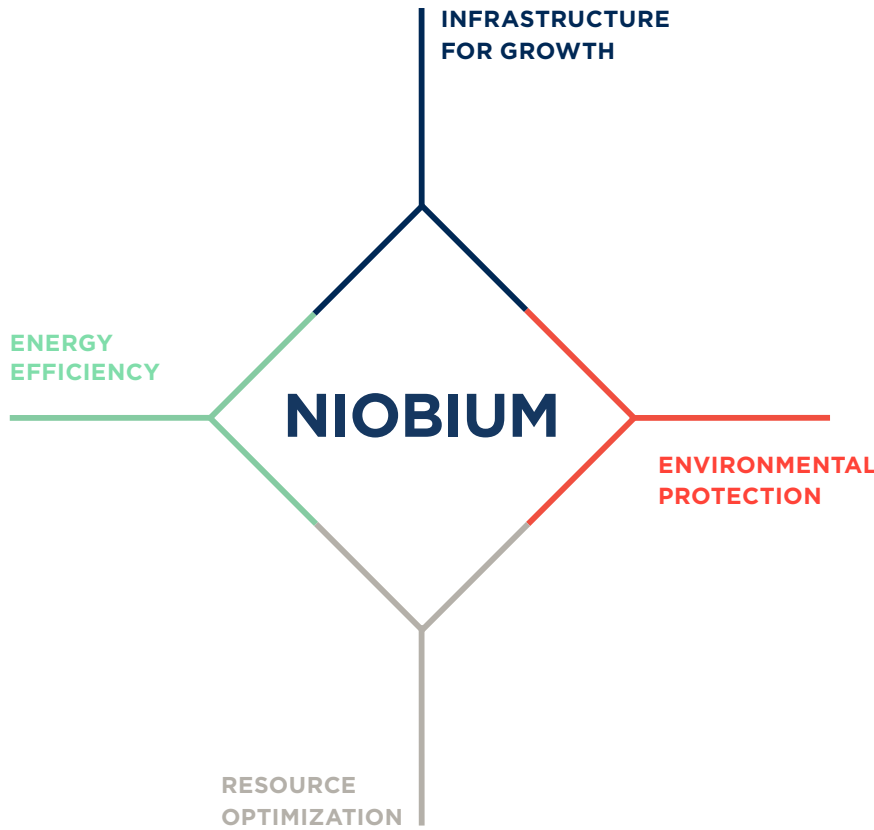 INFRASTRUCTURE
FOR GROWTH
ENERGY
EFFICIENCY
NIOBIUM
ENVIRONMENTAL
PROTECTION
RESOURCE
OPTIMIZATION